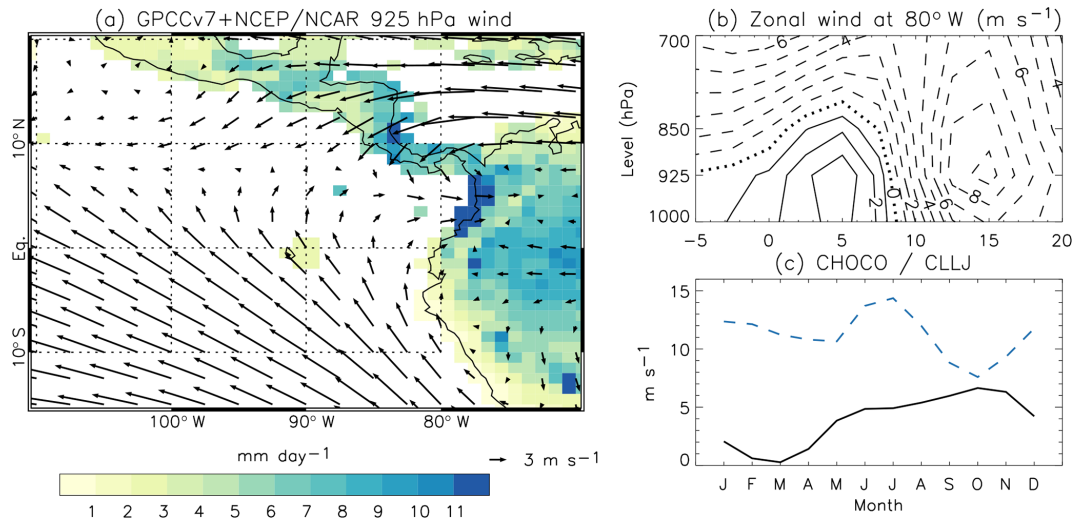 (a) GPCCv7+NCEP/NCAR 925 hPa wind
10° N
Eq.
10° S
100° W 90° W 80° W
mm day⁻¹
3 m s⁻¹
1 2 3 4 5 6 7 8 9 10 11
(b) Zonal wind at 80° W (m s⁻¹)
Level (hPa)
700
850
925
1000
6 4 6 4 8 2 0 2 4 6
−5 0 5 10 15 20
(c) CHOCO / CLLJ
m s⁻¹
15
10
5
0
J F M A M J J A S O N D
Month